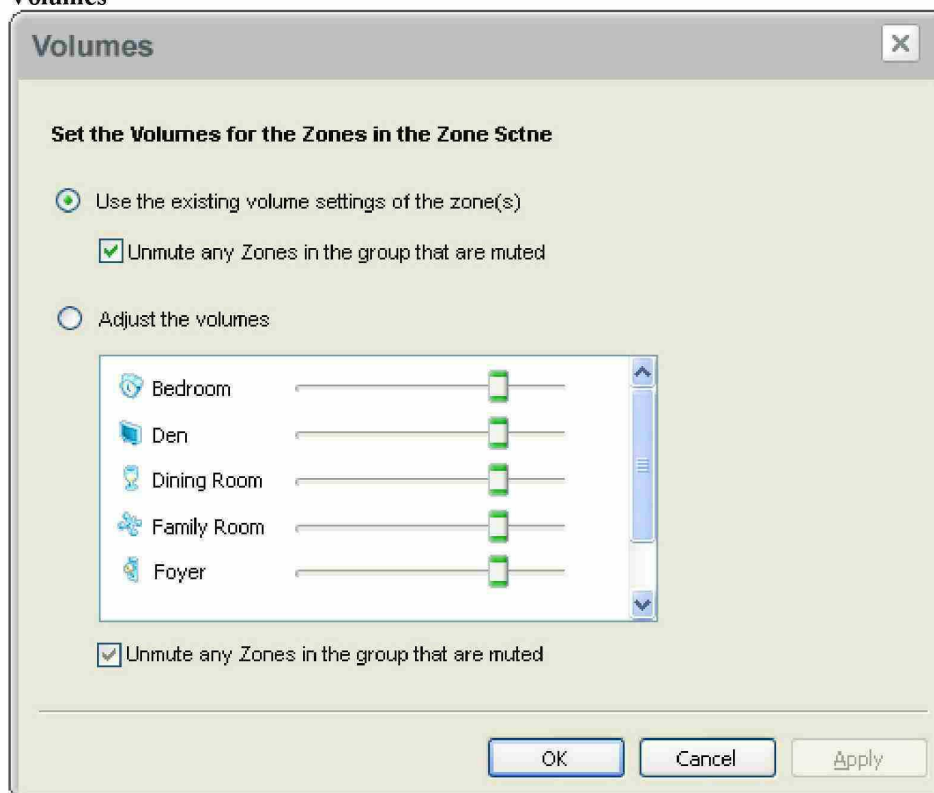 Volumes
Volumes
Set the Volumes for the Zones in the Zone Sctne
Use the existing volume settings of the zone(s)
Unmute any Zones in the group that are muted
Adjust the volumes
Bedroom
Den
Dining Room
Family Room
Foyer
Unmute any Zones in the group that are muted
OK Cancel Apply